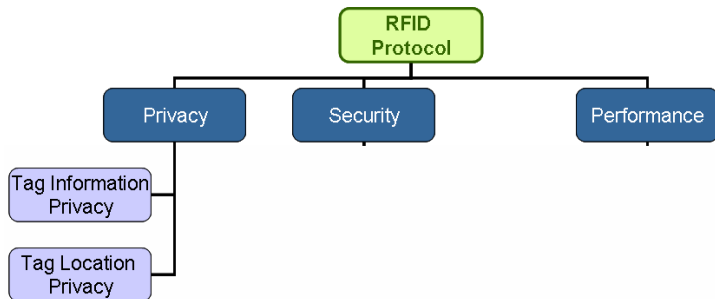 RFID
Protocol
Privacy
Security
Performance
Tag Information
Privacy
Tag Location
Privacy